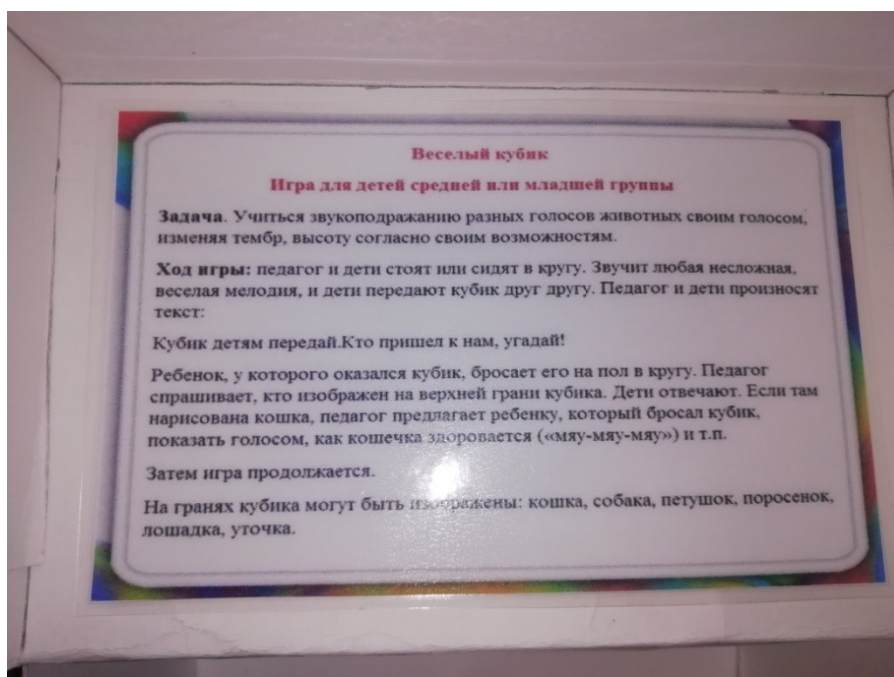 Веселый кубик
Игра для детей средней или младшей группы
Задача. Учиться звукоподражанию разных голосов животных своим голосом,
изменяя тембр, высоту согласно своим возможностям.
Ход игры: педагог и дети стоят или сидят в кругу. Звучит любая несложная,
веселая мелодия, и дети передают кубик друг другу. Педагог и дети произносят
текст:
Кубик детям передай.Кто пришел к нам, угадай!
Ребенок, у которого оказался кубик, бросает его на пол в кругу. Педагог
спрашивает, кто изображен на верхней грани кубика. Дети отвечают. Если там
нарисована кошка, педагог предлагает ребенку, который бросал кубик,
показать голосом, как кошечка здоровается («мяу-мяу-мяу») и т.п.
Затем игра продолжается.
На гранях кубика могут быть изображены: кошка, собака, петушок, поросенок,
лошадка, уточка.